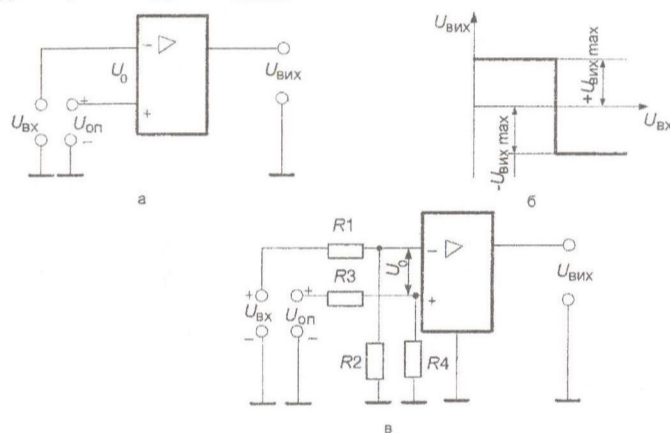 Uвх
Uоп
U₀
Uвих
+
-
-
+
-
а
Uвих
+Uвих max
-Uвих max
Uвх
б
R1
R3
R2
R4
U₀
+
Uвх
-
+
Uоп
-
-
+
Uвих
в